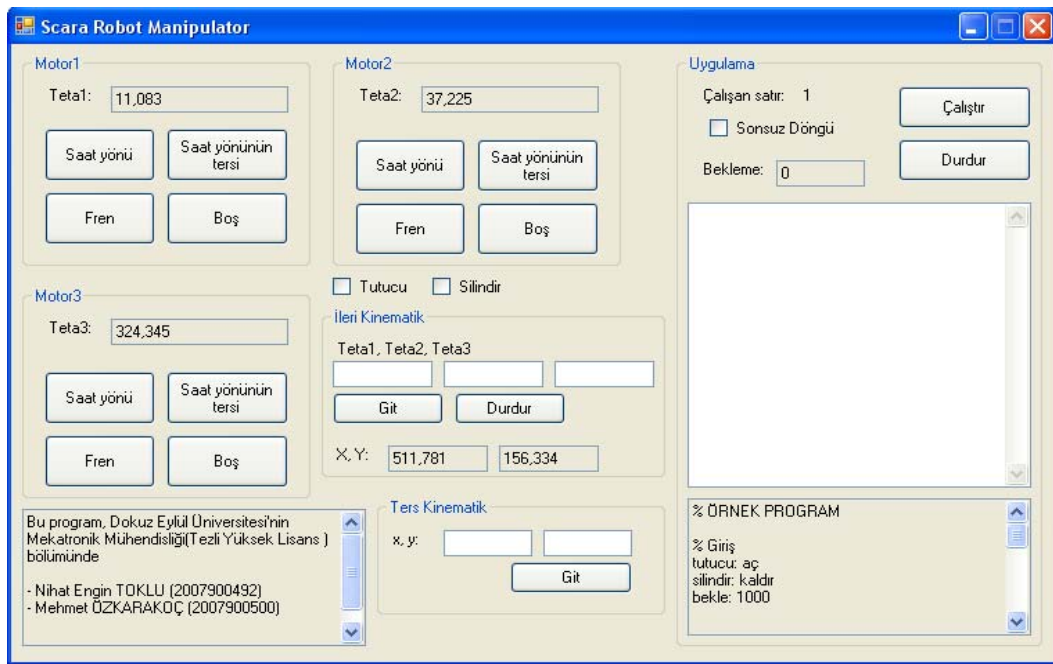 Scara Robot Manipulator
Motor1
Teta1: 11,083
Saat yönü
Saat yönünün
tersi
Fren
Boş
Motor2
Teta2: 37,225
Saat yönü
Saat yönünün
tersi
Fren
Boş
Motor3
Teta3: 324,345
Saat yönü
Saat yönünün
tersi
Fren
Boş
Tutucu
Silindir
İleri Kinematik
Teta1, Teta2, Teta3
Git
Durdur
X, Y: 511,781 156,334
Ters Kinematik
x, y:
Git
Bu program, Dokuz Eylül Üniversitesi'nin
Mekatronik Mühendisliği(Tezli Yüksek Lisans )
bölümünde
- Nihat Engin TOKLU (2007900492)
- Mehmet ÖZKARAKOÇ (2007900500)
Uygulama
Çalışan satır: 1
Sonsuz Döngü
Bekleme: 0
Çalıştır
Durdur
% ÖRNEK PROGRAM
% Giriş
tutucu: aç
silindir: kaldır
bekle: 1000